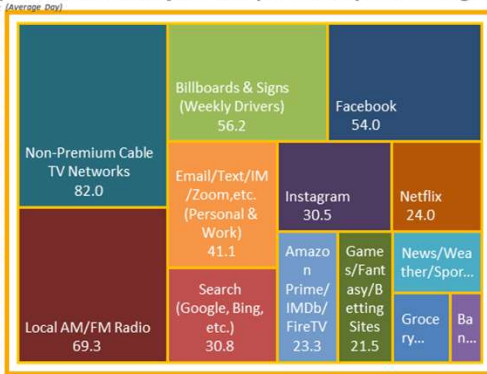 (Average Day)
Billboards & Signs
(Weekly Drivers)
56.2
Facebook
54.0
Non-Premium Cable
TV Networks
82.0
Email/Text/IM
/Zoom,etc.
(Personal &
Work)
41.1
Instagram
30.5
Netflix
24.0
Local AM/FM Radio
69.3
Search
(Google, Bing,
etc.)
30.8
Amazo
n
Prime/
IMDb/
FireTV
23.3
Game
s/Fant
asy/B
etting
Sites
21.5
News/Wea
ther/Spor...
Groce
ry...
Ba
n...